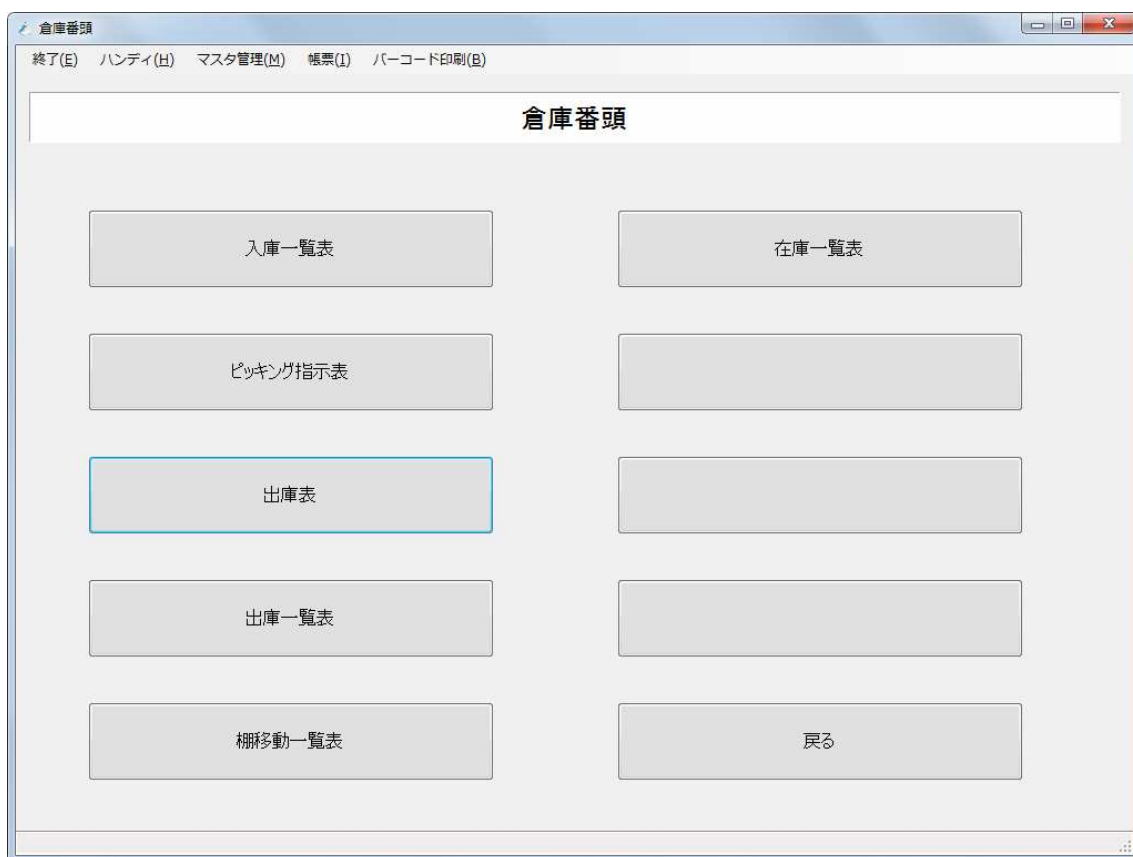 倉庫番頭
終了(E) ハンディ(H) マスタ管理(M) 帳票(I) バーコード印刷(B)
倉庫番頭
入庫一覧表
在庫一覧表
ピッキング指示表
出庫表
出庫一覧表
棚移動一覧表
戻る